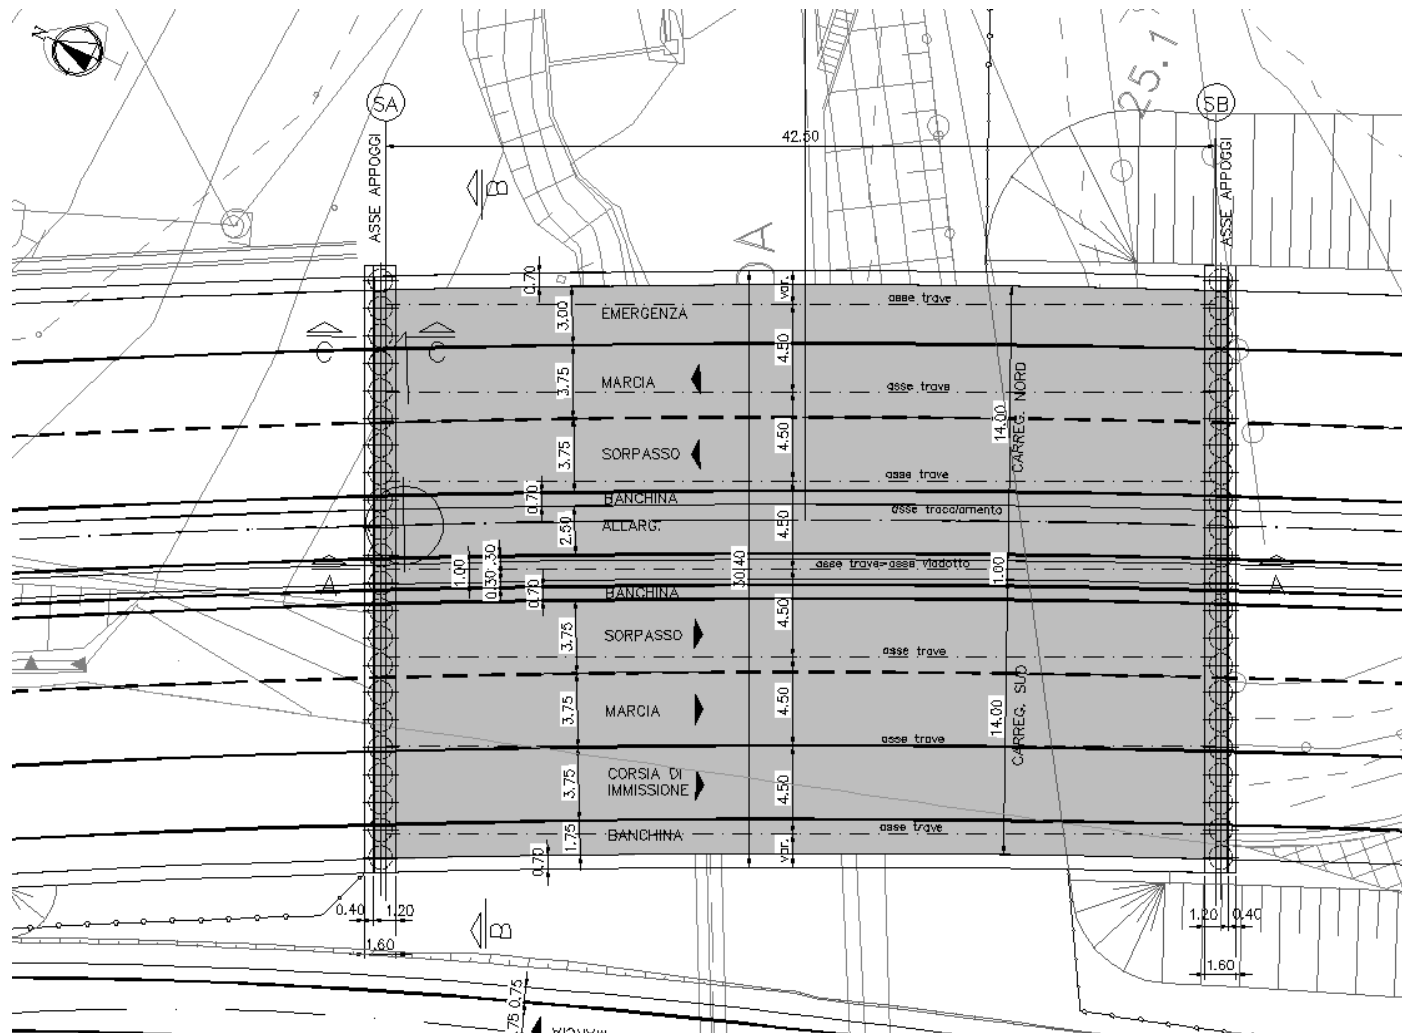 N
SA
SB
25.1
42.50
ASSE APPOGGI
ASSE APPOGGI
B
A
0.70
var.
asse trave
3.00
EMERGENZA
C
C
4.50
3.75
MARCIA
asse trave
CARREG. NORD
14.00
4.50
3.75
SORPASSO
asse trave
0.70
BANCHINA
asse tracciamento
2.50
ALLARG.
4.50
A
1.00
0.30
.30
30.40
asse trave=asse viadotto
1.00
A
0.70
BANCHINA
4.50
3.75
SORPASSO
asse trave
4.50
3.75
MARCIA
14.00
CARREG. SUD
asse trave
3.75
CORSIA DI
IMMISSIONE
4.50
1.75
BANCHINA
asse trave
0.70
var.
0.40
1.20
1.60
B
1.20
0.40
1.60
0.75
MARCIA